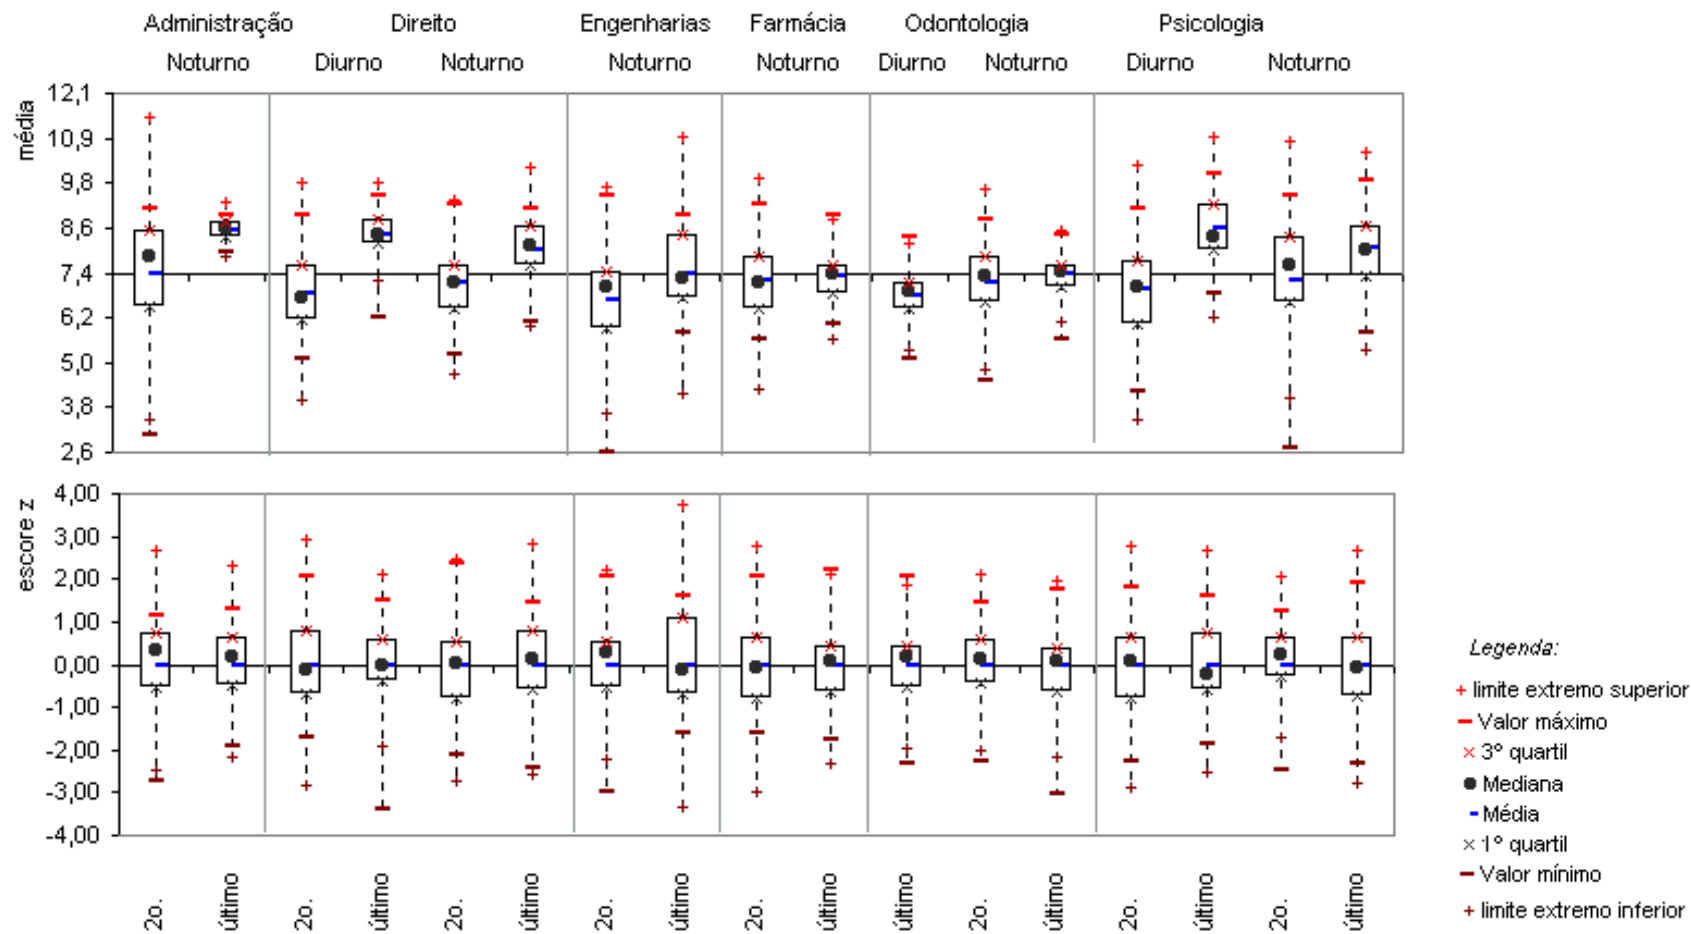 Administração Direito Engenharias Farmácia Odontologia Psicologia
Noturno Diurno Noturno Noturno Noturno Diurno Noturno Diurno Noturno
média
12,1
10,9
9,8
8,6
7,4
6,2
5,0
3,8
2,6
escore z
4,00
3,00
2,00
1,00
0,00
-1,00
-2,00
-3,00
-4,00
2o. último 2o. último 2o. último 2o. último 2o. último último 2o. último 2o. último 2o. último
Legenda:
limite extremo superior
Valor máximo
3º quartil
Mediana
Média
1º quartil
Valor mínimo
limite extremo inferior